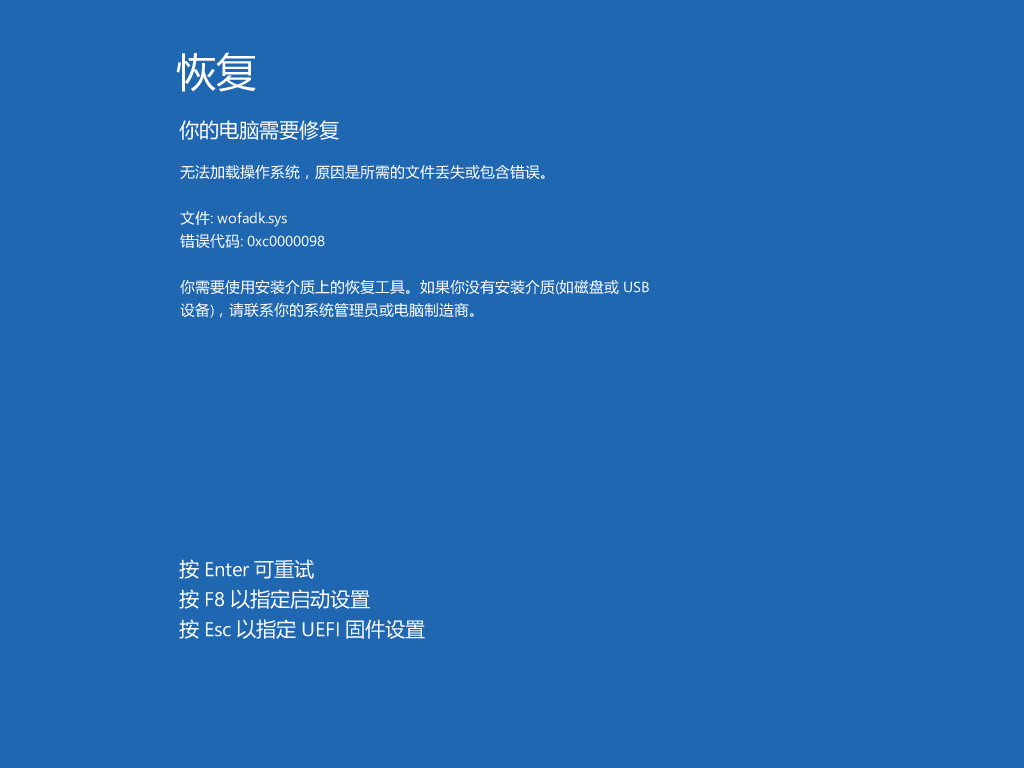 恢复
你的电脑需要修复
无法加载操作系统，原因是所需的文件丢失或包含错误。
文件: wofadk.sys
错误代码: 0xc0000098
你需要使用安装介质上的恢复工具。如果你没有安装介质(如磁盘或 USB
设备)，请联系你的系统管理员或电脑制造商。
按 Enter 可重试
按 F8 以指定启动设置
按 Esc 以指定 UEFI 固件设置